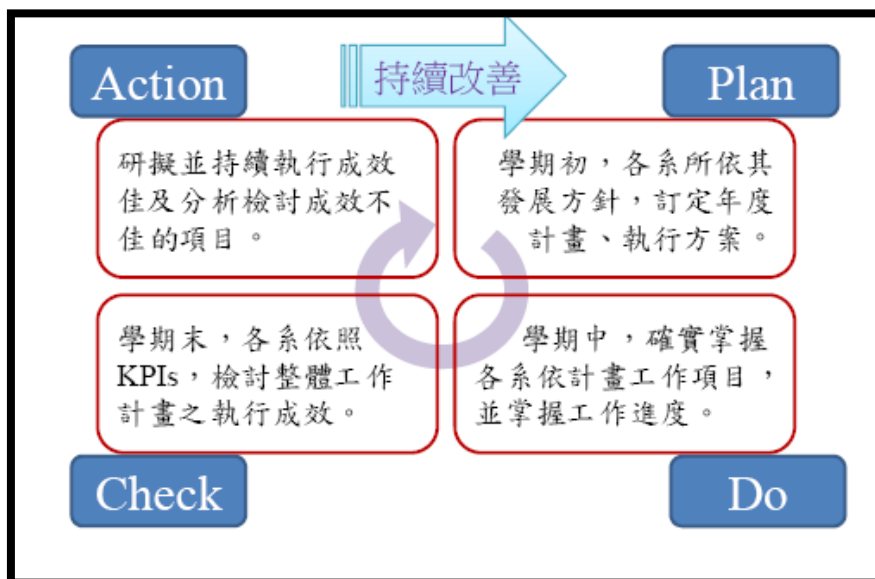 Action
持續改善
Plan
研擬並持續執行成效
佳及分析檢討成效不
佳的項目。
學期初，各系所依其
發展方針，訂定年度
計畫、執行方案。
學期末，各系依照
KPIs，檢討整體工作
計畫之執行成效。
學期中，確實掌握
各系依計畫工作項目，
並掌握工作進度。
Check
Do